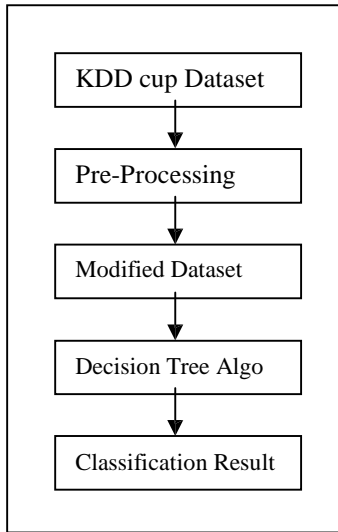 KDD cup Dataset
Pre-Processing
Modified Dataset
Decision Tree Algo
Classification Result